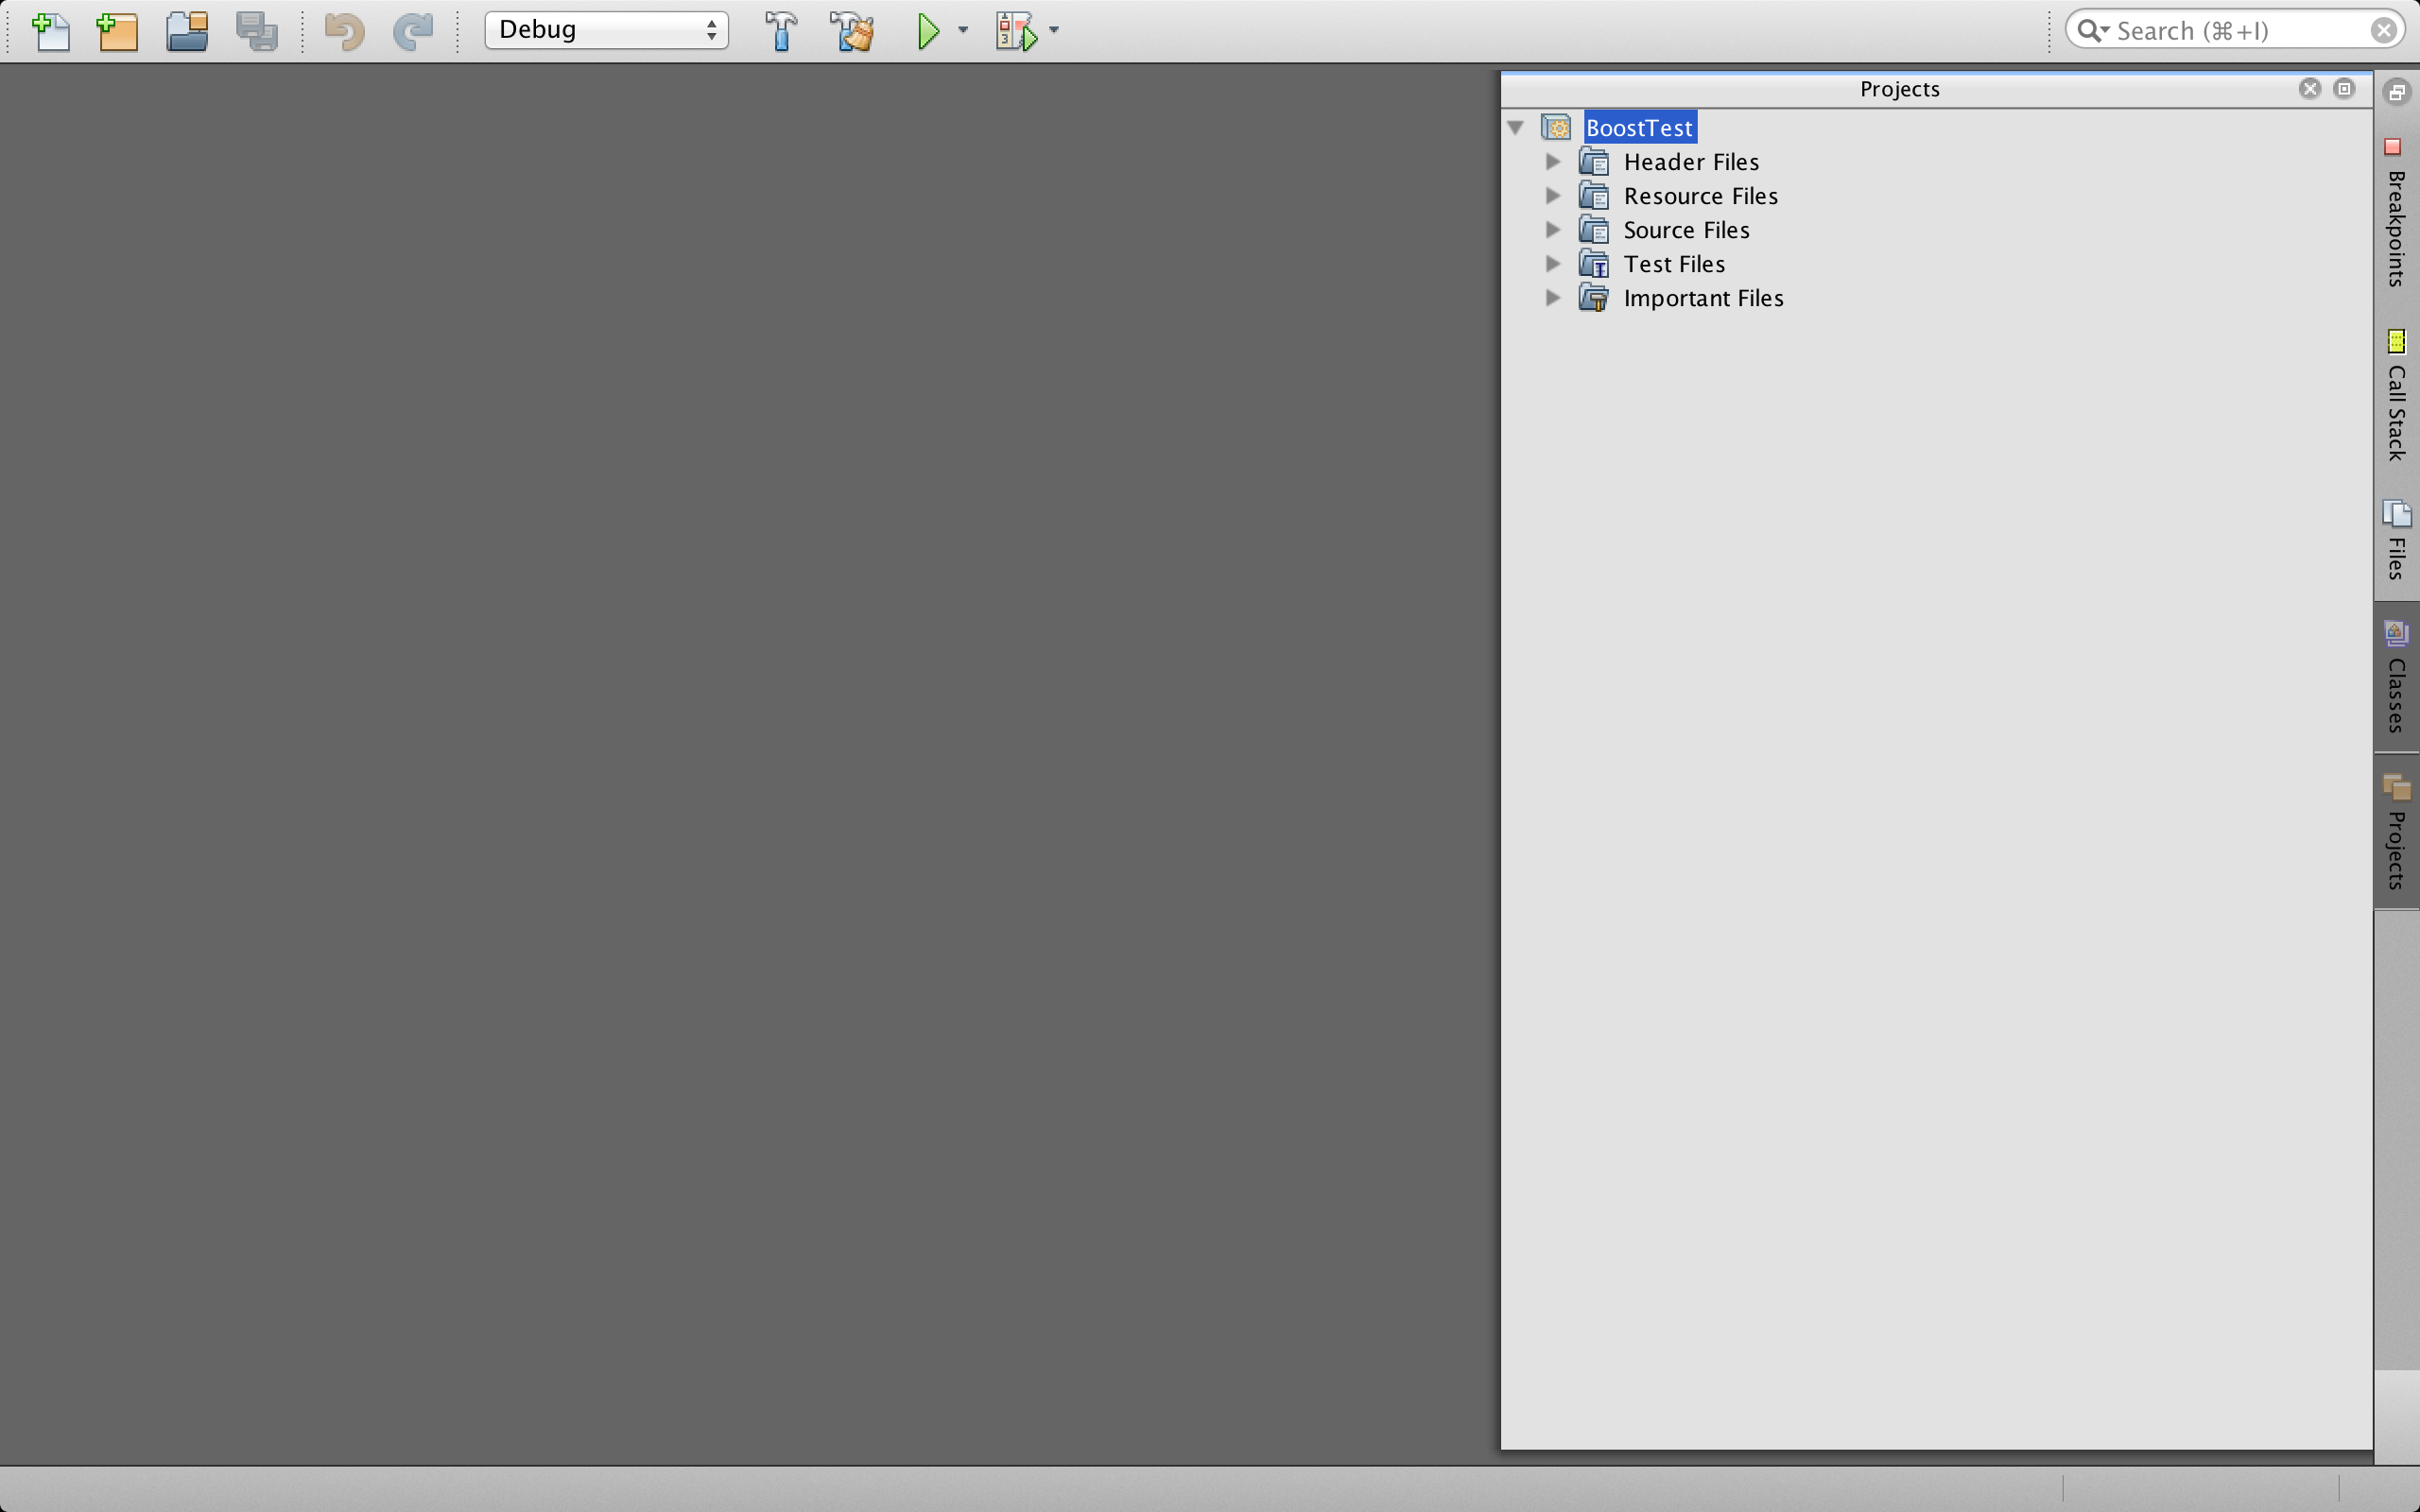 Debug
Search (⌘+I)
Projects
BoostTest
Header Files
Resource Files
Source Files
Test Files
Important Files
Breakpoints
Call Stack
Files
Classes
Projects